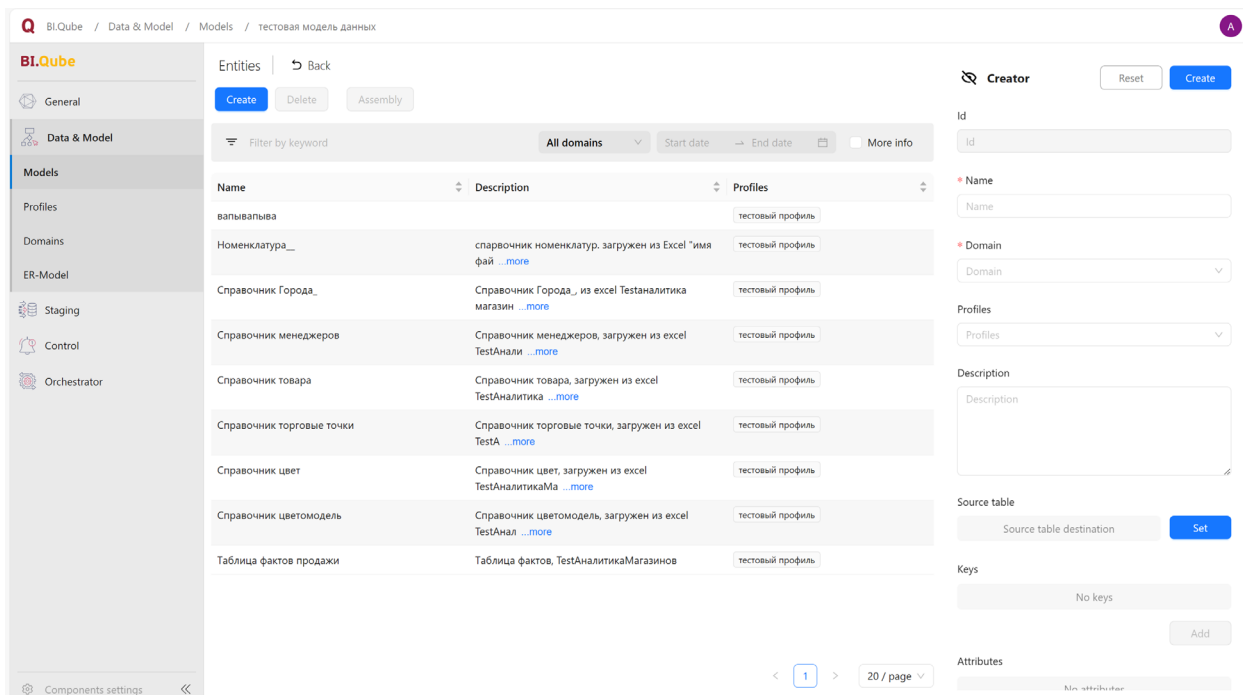 BI.Qube / Data & Model / Models / тестовая модель данных
A
BI.Qube
General
Data & Model
Models
Profiles
Domains
ER-Model
Staging
Control
Orchestrator
Components settings
Entities
Back
Create
Delete
Assembly
Filter by keyword
All domains
Start date
End date
More info
Name
Description
Profiles
вапывапыва
тестовый профиль
Номенклатура__
спарвочник номенклатур. загружен из Excel "имя
фай ...more
тестовый профиль
Справочник Города_
Справочник Города_, из excel Testаналитика
магазин ...more
тестовый профиль
Справочник менеджеров
Справочник менеджеров, загружен из excel
TestАнали ...more
тестовый профиль
Справочник товара
Справочник товара, загружен из excel
TestАналитика ...more
тестовый профиль
Справочник торговые точки
Справочник торговые точки, загружен из excel
TestА ...more
тестовый профиль
Справочник цвет
Справочник цвет, загружен из excel
TestАналитикаМа ...more
тестовый профиль
Справочник цветомодель
Справочник цветомодель, загружен из excel
TestАнал ...more
тестовый профиль
Таблица фактов продажи
Таблица фактов, TestАналитикаМагазинов
тестовый профиль
< 1 >
20 / page
Creator
Reset
Create
Id
Id
* Name
Name
* Domain
Domain
Profiles
Profiles
Description
Description
Source table
Source table destination
Set
Keys
No keys
Add
Attributes
No attributes